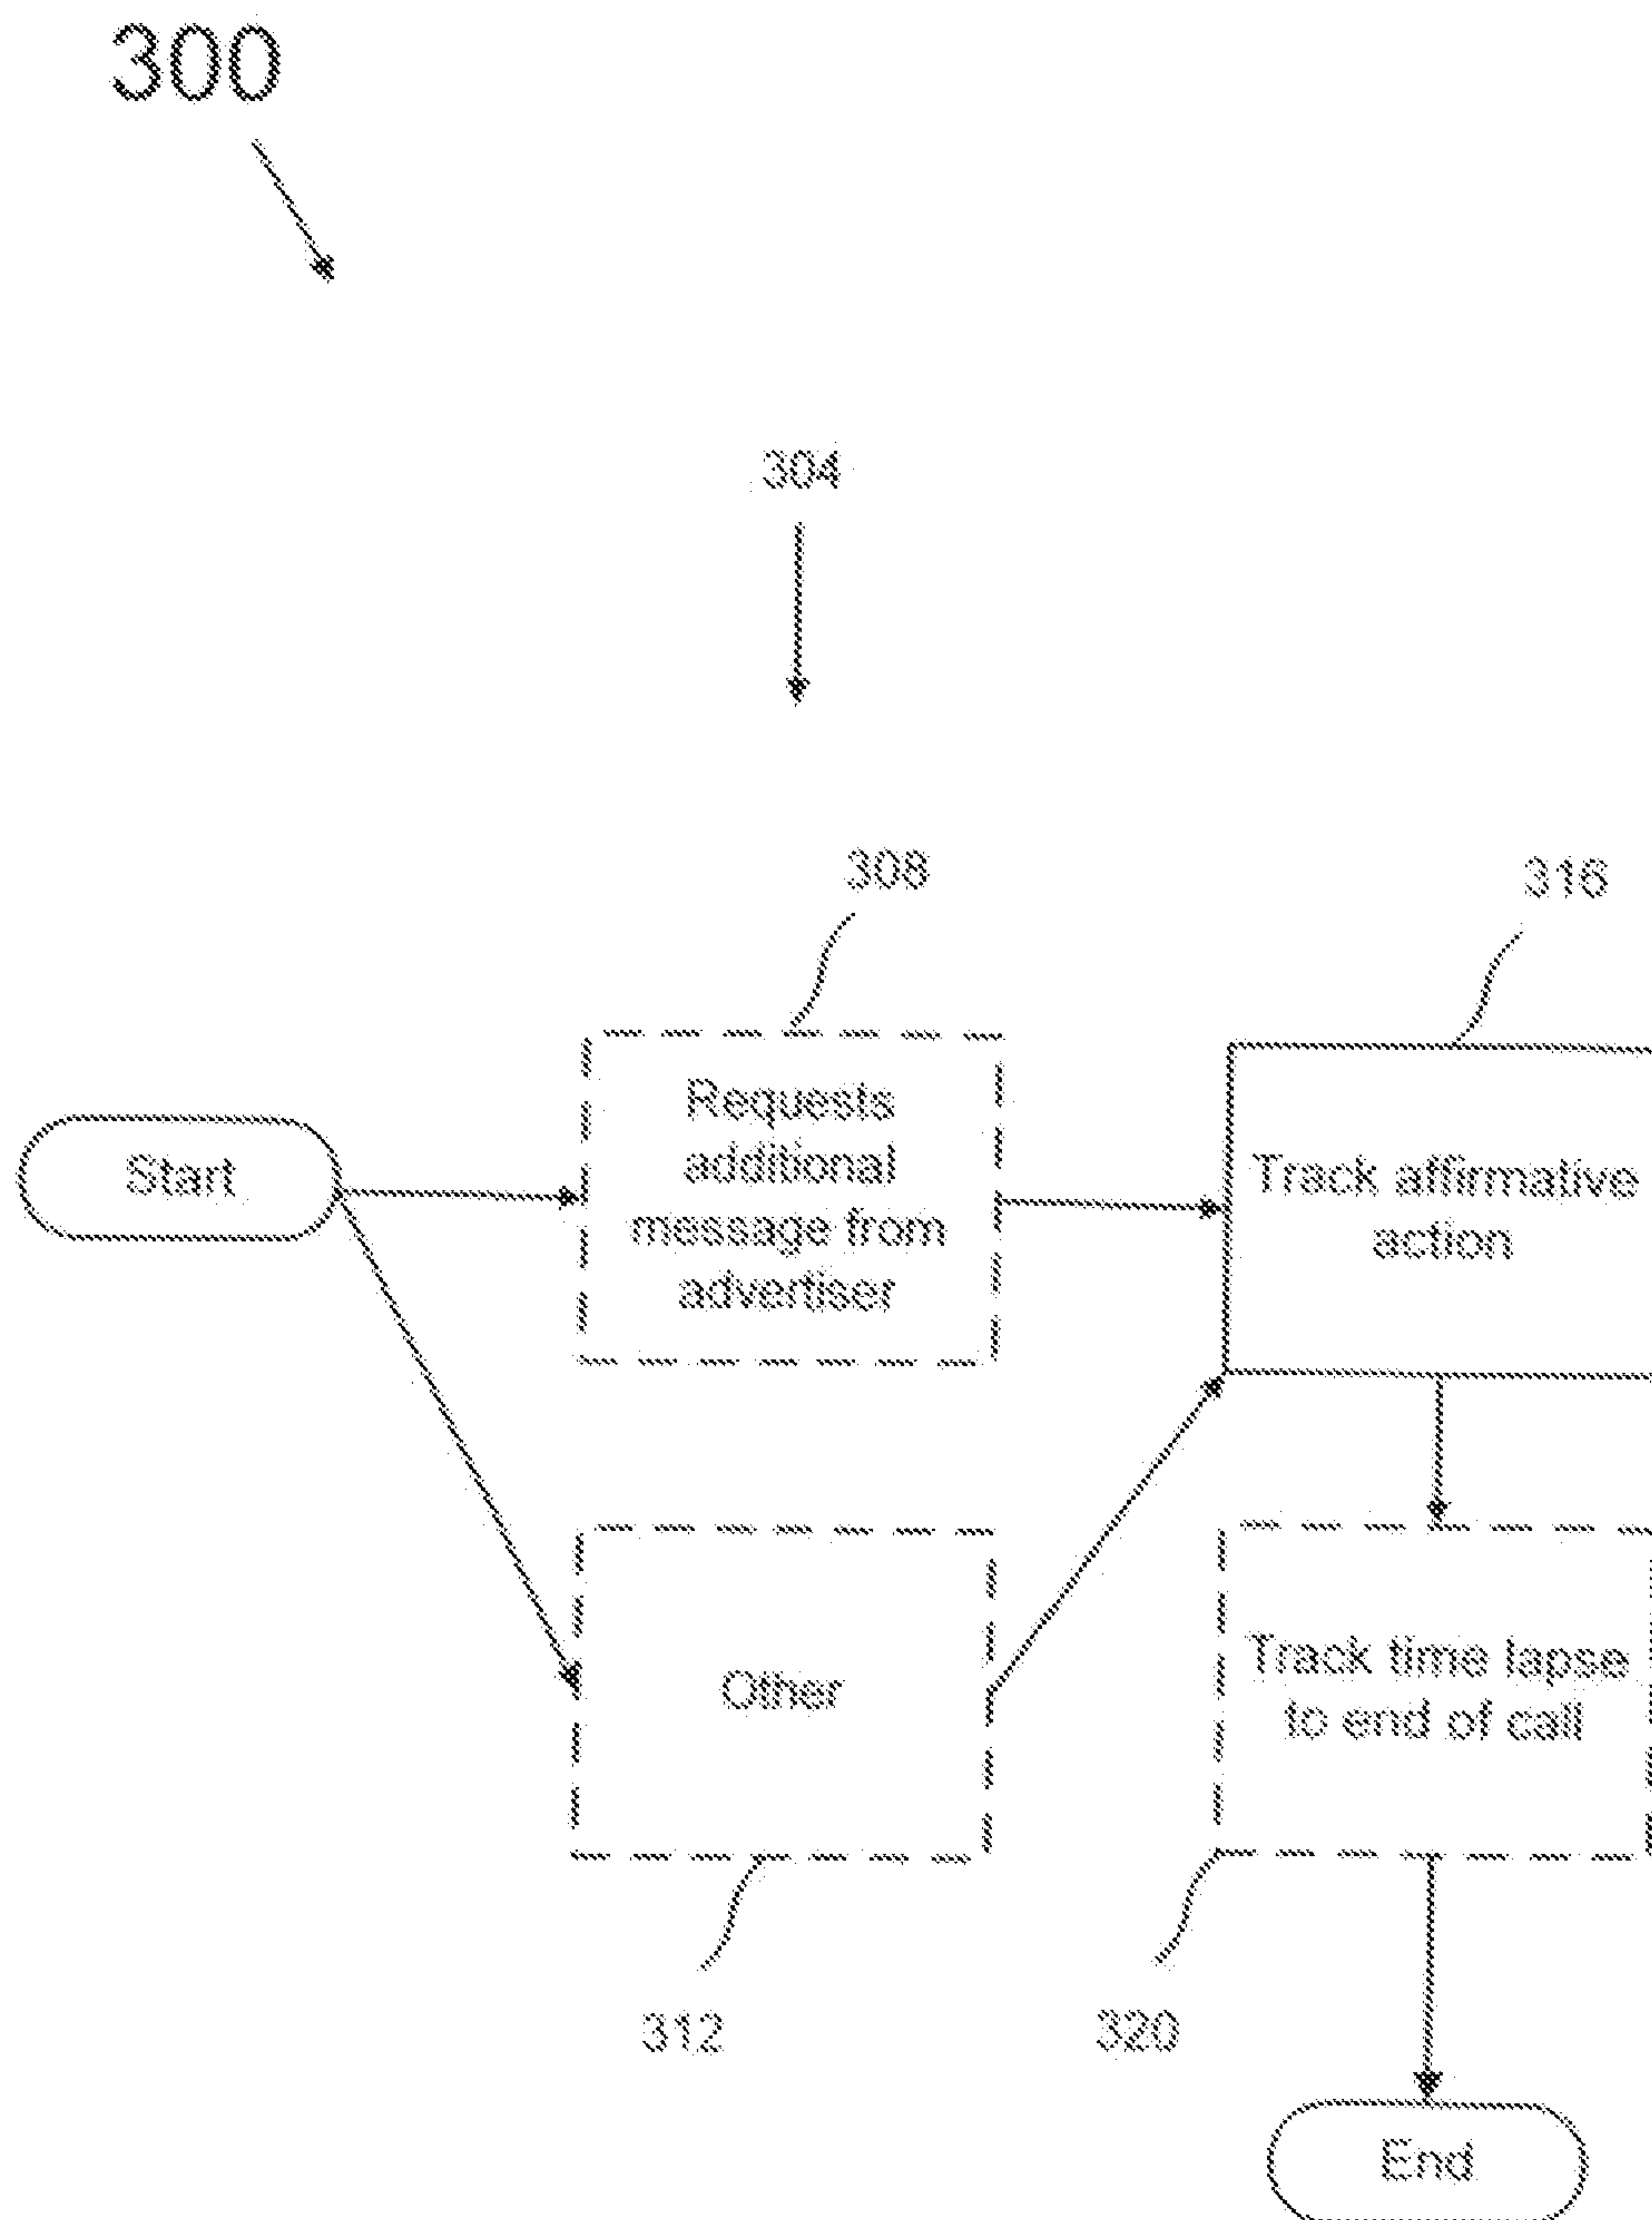 300
304
308
316
Start
Requests
additional
message from
advertiser
Track affirmative
action
Other
Track time lapse
to end of call
312
320
End